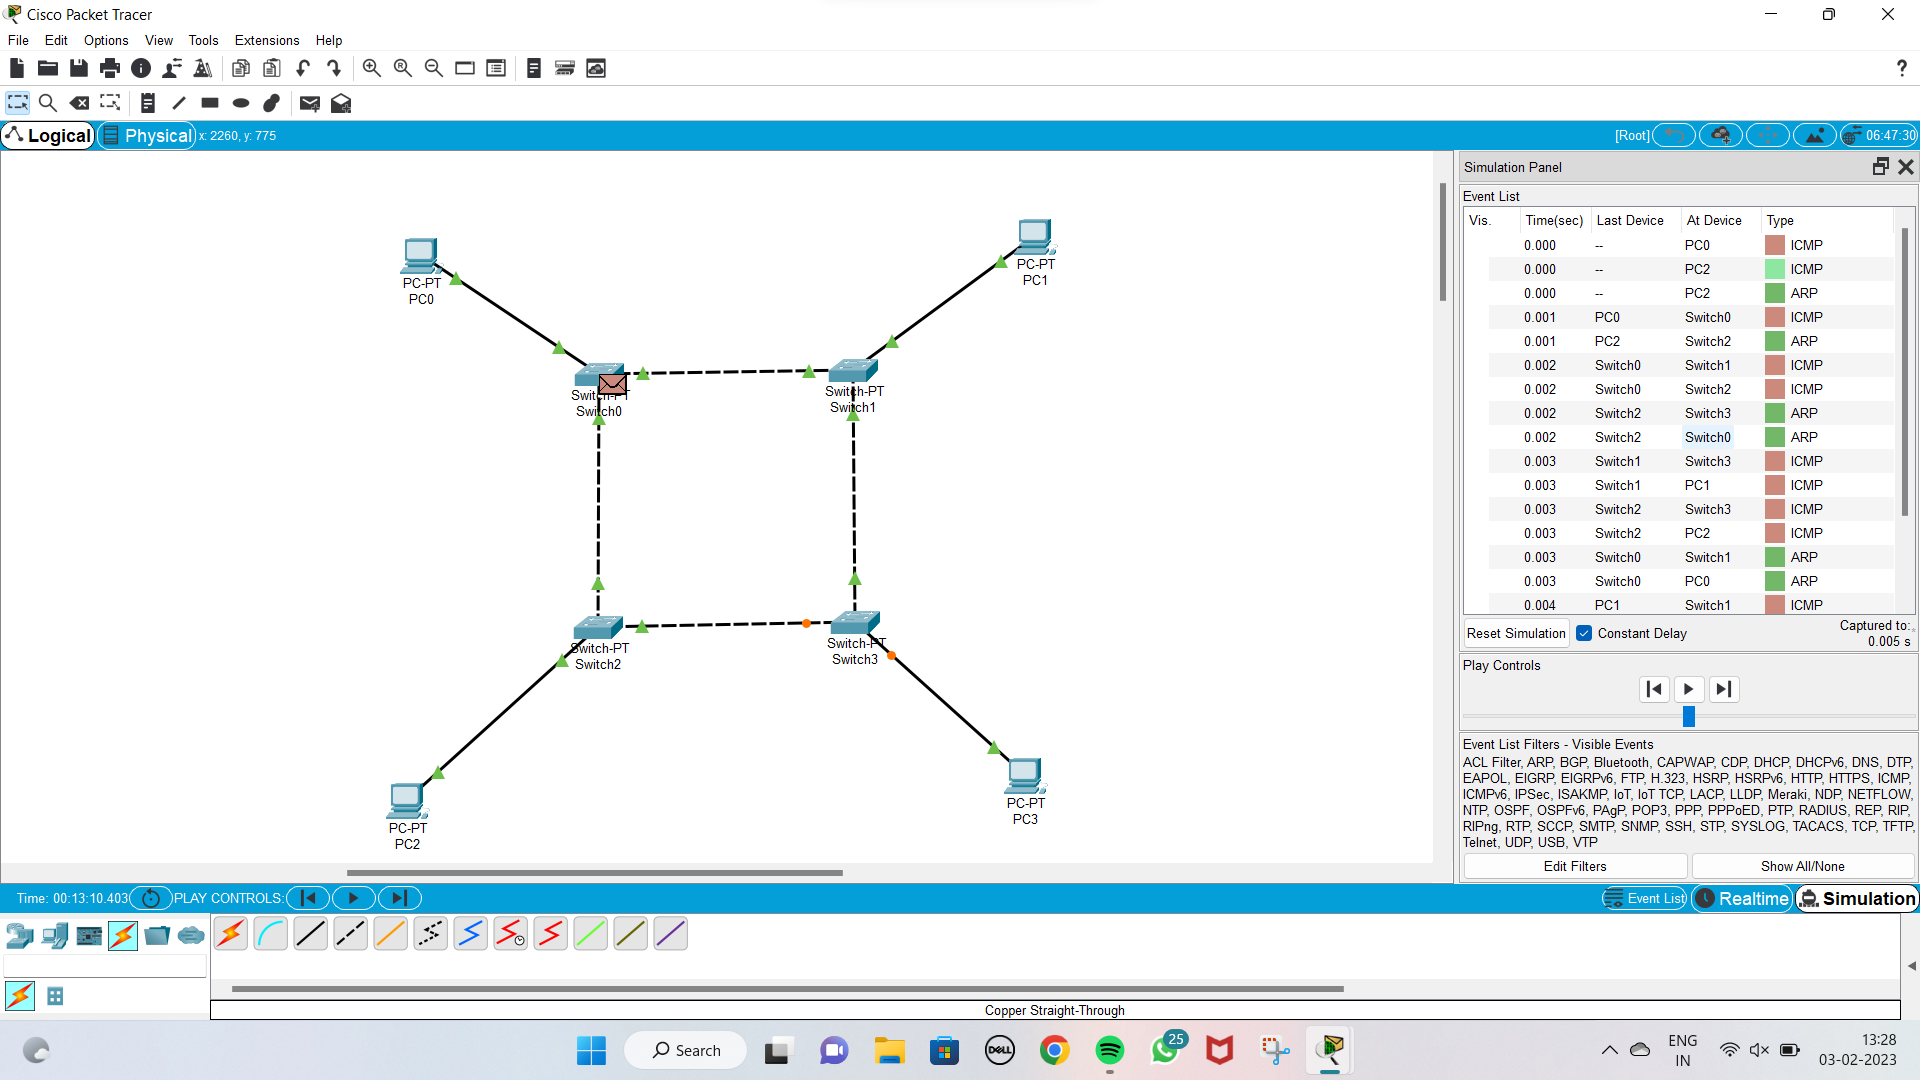 Cisco Packet Tracer
File Edit Options View Tools Extensions Help
Logical Physical x: 2260, y: 775 [Root] 06:47:30
Simulation Panel
Event List
Vis. Time(sec) Last Device At Device Type
0.000 -- PC0 ICMP
0.000 -- PC2 ICMP
0.000 -- PC2 ARP
0.001 PC0 Switch0 ICMP
0.001 PC2 Switch2 ARP
0.002 Switch0 Switch1 ICMP
0.002 Switch0 Switch2 ICMP
0.002 Switch2 Switch3 ARP
0.002 Switch2 Switch0 ARP
0.003 Switch1 Switch3 ICMP
0.003 Switch1 PC1 ICMP
0.003 Switch2 Switch3 ICMP
0.003 Switch2 PC2 ICMP
0.003 Switch0 Switch1 ARP
0.003 Switch0 PC0 ARP
0.004 PC1 Switch1 ICMP
Reset Simulation Constant Delay Captured to:
0.005 s
Play Controls
Event List Filters - Visible Events
ACL Filter, ARP, BGP, Bluetooth, CAPWAP, CDP, DHCP, DHCPv6, DNS, DTP,
EAPOL, EIGRP, EIGRPv6, FTP, H.323, HSRP, HSRPv6, HTTP, HTTPS, ICMP,
ICMPv6, IPSec, ISAKMP, IoT, IoT TCP, LACP, LLDP, Meraki, NDP, NETFLOW,
NTP, OSPF, OSPFv6, PAgP, POP3, PPP, PPPoED, PTP, RADIUS, REP, RIP,
RIPng, RTP, SCCP, SMTP, SNMP, SSH, STP, SYSLOG, TACACS, TCP, TFTP,
Telnet, UDP, USB, VTP
Edit Filters Show All/None
PC-PT
PC0
PC-PT
PC1
Switch-PT
Switch0
Switch-PT
Switch1
Switch-PT
Switch2
Switch-PT
Switch3
PC-PT
PC2
PC-PT
PC3
Time: 00:13:10.403 PLAY CONTROLS: Event List Realtime Simulation
Copper Straight-Through
Search
DELL
25
ENG
IN
13:28
03-02-2023